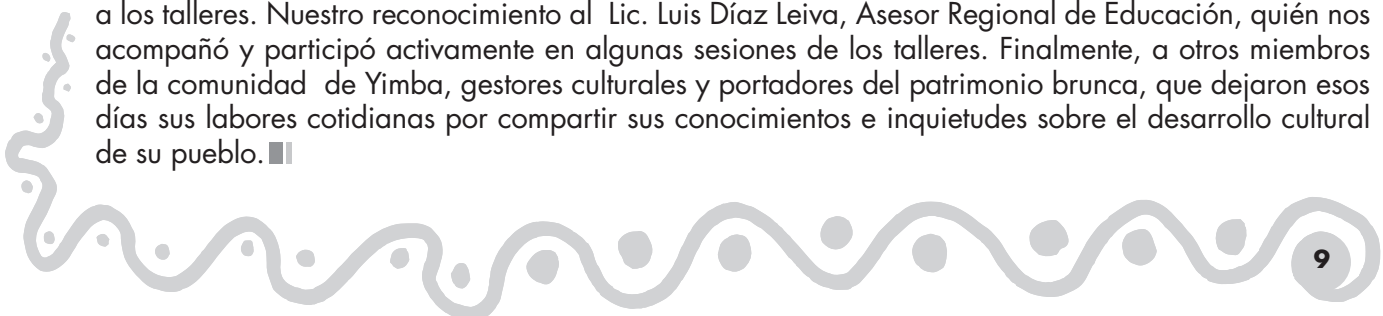 a los talleres. Nuestro reconocimiento al Lic. Luis Díaz Leiva, Asesor Regional de Educación, quién nos
acompañó y participó activamente en algunas sesiones de los talleres. Finalmente, a otros miembros
de la comunidad de Yimba, gestores culturales y portadores del patrimonio brunca, que dejaron esos
días sus labores cotidianas por compartir sus conocimientos e inquietudes sobre el desarrollo cultural
de su pueblo.
9